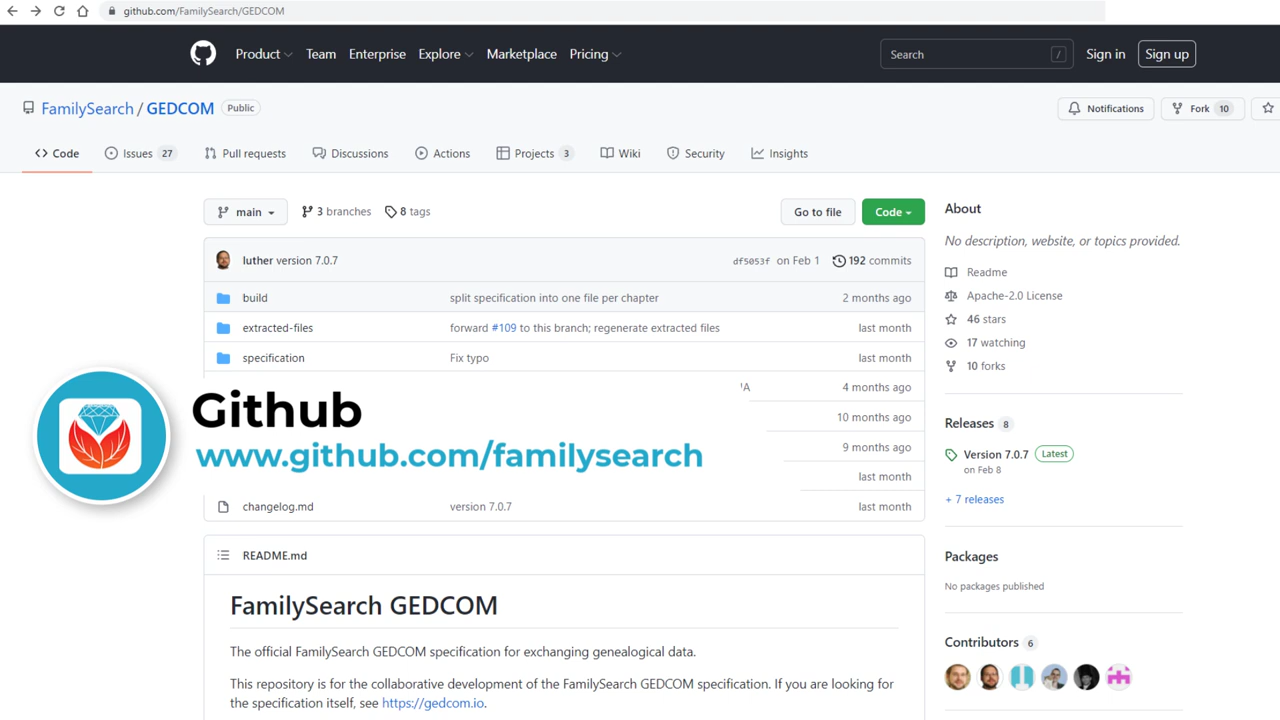 github.com/FamilySearch/GEDCOM
Product Team Enterprise Explore Marketplace Pricing Search / Sign in Sign up
FamilySearch / GEDCOM Public Notifications Fork 10
Code Issues 27 Pull requests Discussions Actions Projects 3 Wiki Security Insights
main 3 branches 8 tags Go to file Code
luther version 7.0.7 df5053f on Feb 1 192 commits
build split specification into one file per chapter 2 months ago
extracted-files forward #109 to this branch; regenerate extracted files last month
specification Fix typo last month
4 months ago
10 months ago
9 months ago
last month
changelog.md version 7.0.7 last month
Github
www.github.com/familysearch
README.md
FamilySearch GEDCOM
The official FamilySearch GEDCOM specification for exchanging genealogical data.
This repository is for the collaborative development of the FamilySearch GEDCOM specification. If you are looking for
the specification itself, see https://gedcom.io.
About
No description, website, or topics provided.
Readme
Apache-2.0 License
46 stars
17 watching
10 forks
Releases 8
Version 7.0.7 Latest
on Feb 8
+ 7 releases
Packages
No packages published
Contributors 6